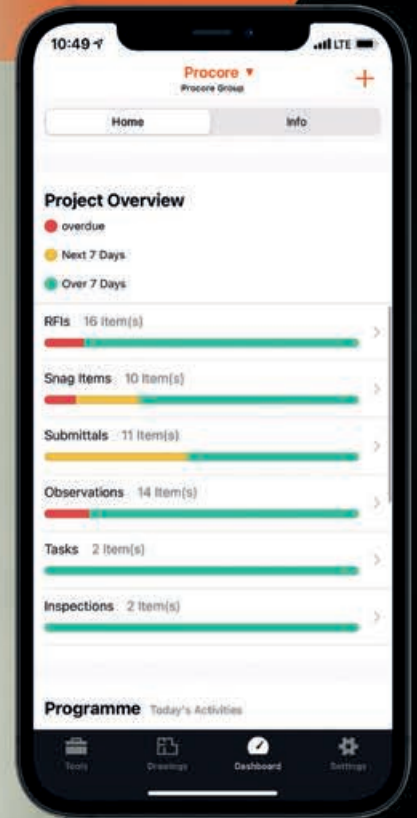 10:49
LTE
Procore ▼
Procore Group
+
Home Info
Project Overview
overdue
Next 7 Days
Over 7 Days
RFIs 16 Item(s)
Snag Items 10 Item(s)
Submittals 11 Item(s)
Observations 14 Item(s)
Tasks 2 Item(s)
Inspections 2 Item(s)
Programme Today's Activities
Tools Drawings Dashboard Settings